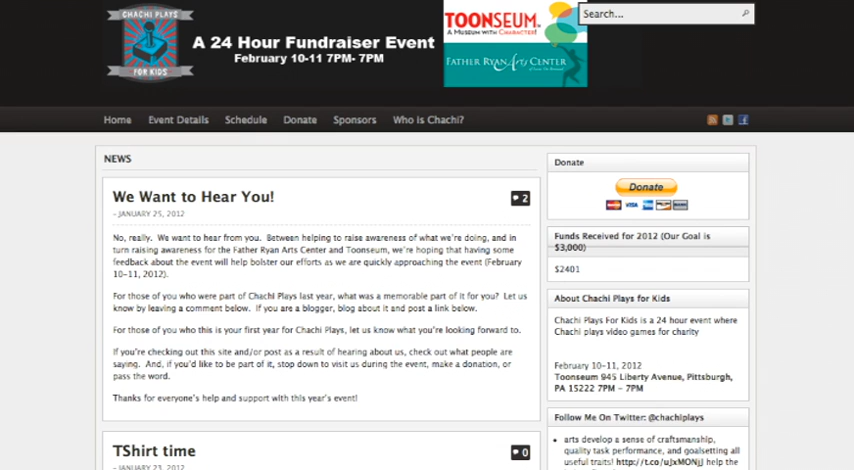 CHACHI PLAYS
FOR KIDS
A 24 Hour Fundraiser Event
February 10-11 7PM- 7PM
TOONSEUM
A MUSEUM WITH CHARACTER!
FATHER RYAN Arts CENTER
Search...
Home Event Details Schedule Donate Sponsors Who is Chachi?
NEWS
We Want to Hear You!
2
– JANUARY 25, 2012
No, really. We want to hear from you. Between helping to raise awareness of what we're doing, and in
turn raising awareness for the Father Ryan Arts Center and Toonseum, we're hoping that having some
feedback about the event will help bolster our efforts as we are quickly approaching the event (February
10-11, 2012).
For those of you who were part of Chachi Plays last year, what was a memorable part of it for you? Let us
know by leaving a comment below. If you are a blogger, blog about it and post a link below.
For those of you who this is your first year for Chachi Plays, let us know what you're looking forward to.
If you're checking out this site and/or post as a result of hearing about us, check out what people are
saying. And, if you'd like to be part of it, stop down to visit us during the event, make a donation, or
pass the word.
Thanks for everyone's help and support with this year's event!
TShirt time
0
– JANUARY 23, 2012
Donate
Donate
VISA
Funds Received for 2012 (Our Goal is
$3,000)
$2401
About Chachi Plays for Kids
Chachi Plays For Kids is a 24 hour event where
Chachi plays video games for charity
February 10-11, 2012
Toonseum 945 Liberty Avenue, Pittsburgh,
PA 15222 7PM - 7PM
Follow Me On Twitter: @chachiplays
arts develop a sense of craftsmanship,
quality task performance, and goalsetting all
useful traits! http://t.co/uJxMONjJ help the